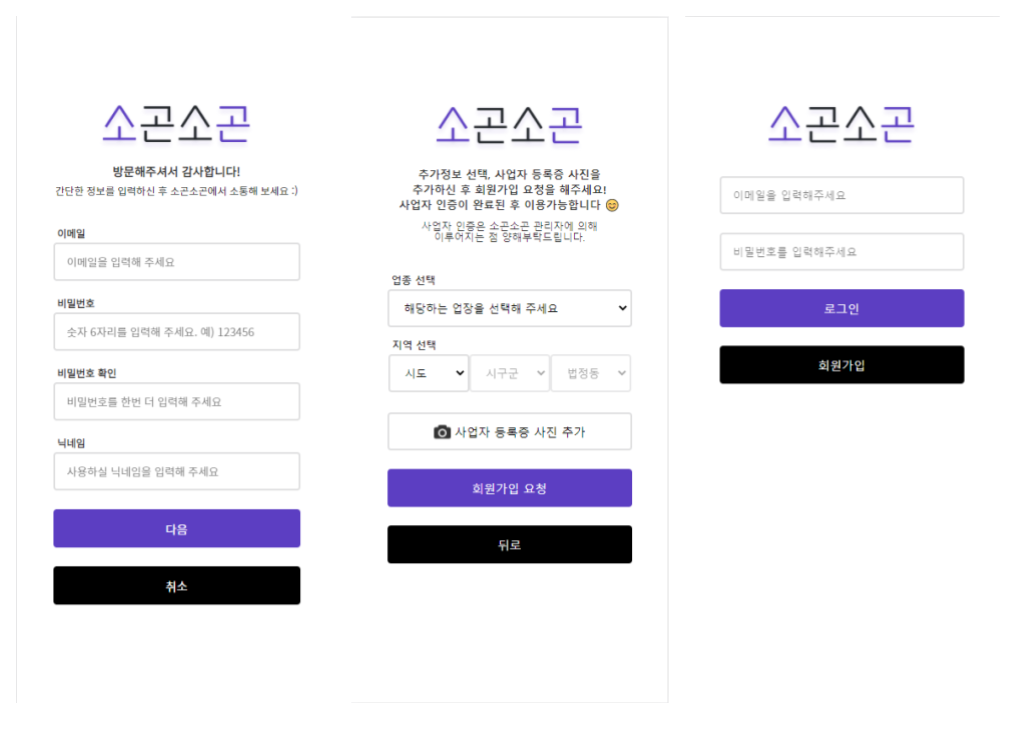 소곤소곤
방문해주셔서 감사합니다!
간단한 정보를 입력하신 후 소곤소곤에서 소통해 보세요 :)
이메일
이메일을 입력해 주세요
비밀번호
숫자 6자리를 입력해 주세요. 예) 123456
비밀번호 확인
비밀번호를 한번 더 입력해 주세요
닉네임
사용하실 닉네임을 입력해 주세요
다음
취소
소곤소곤
추가정보 선택, 사업자 등록증 사진을
추가하신 후 회원가입 요청을 해주세요!
사업자 인증이 완료된 후 이용가능합니다 😊
사업자 인증은 소곤소곤 관리자에 의해
이루어지는 점 양해부탁드립니다.
업종 선택
해당하는 업장을 선택해 주세요
지역 선택
시도 시구군 법정동
사업자 등록증 사진 추가
회원가입 요청
뒤로
소곤소곤
이메일을 입력해주세요
비밀번호를 입력해주세요
로그인
회원가입